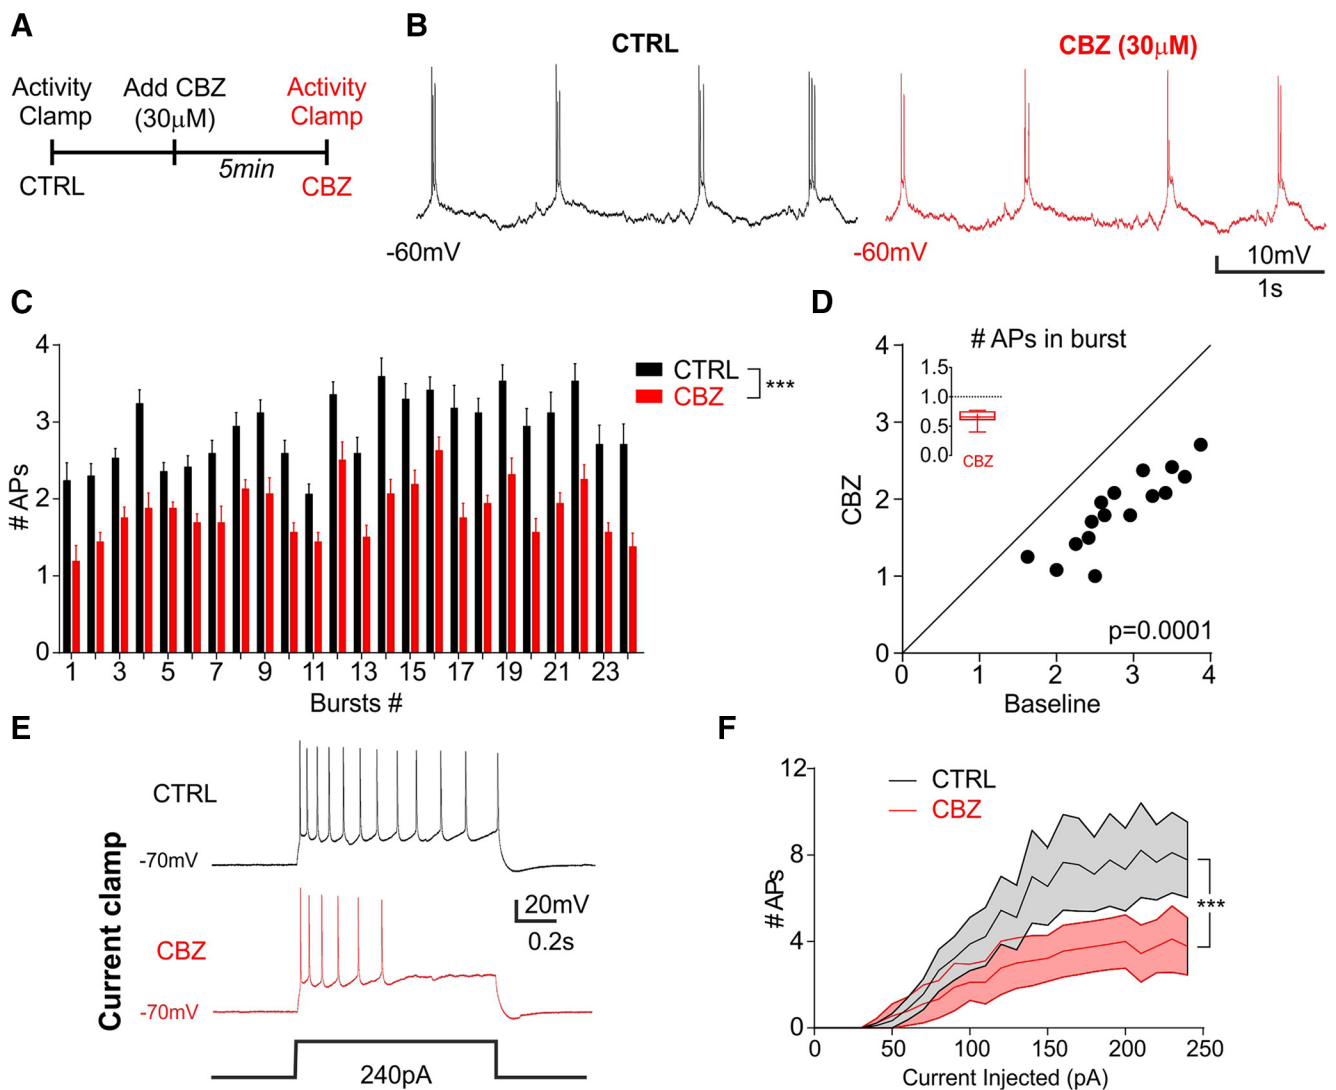 A
Activity
Clamp
Add CBZ
(30μM)
Activity
Clamp
5min
CTRL
CBZ
B
CTRL
CBZ (30μM)
-60mV
-60mV
10mV
1s
C
4
3
2
1
0
# APs
CTRL
CBZ
***
1 3 5 7 9 11 13 15 17 19 21 23
Bursts #
D
# APs in burst
4
3
2
1
0
CBZ
1.5
1.0
0.5
0.0
CBZ
p=0.0001
0 1 2 3 4
Baseline
E
Current clamp
CTRL
-70mV
20mV
0.2s
CBZ
-70mV
240pA
F
12
8
4
0
# APs
CTRL
CBZ
***
0 50 100 150 200 250
Current Injected (pA)